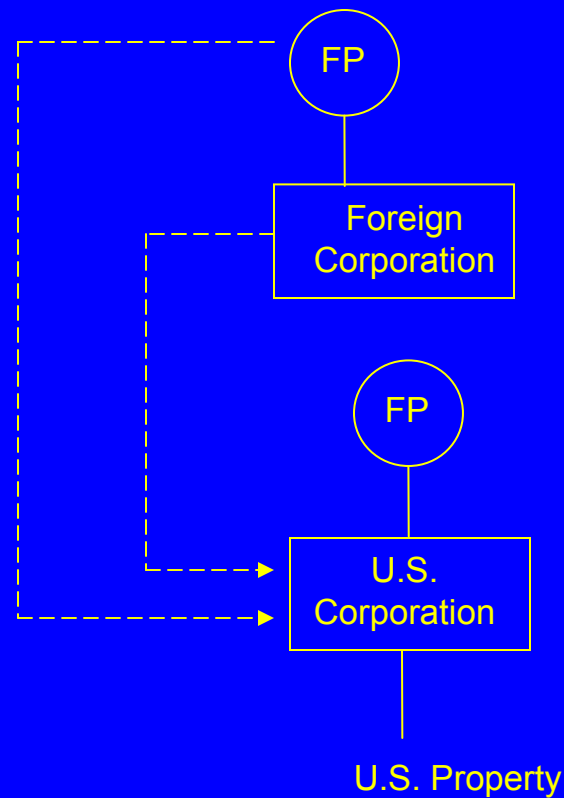 FP
Foreign
Corporation
FP
U.S.
Corporation
U.S. Property